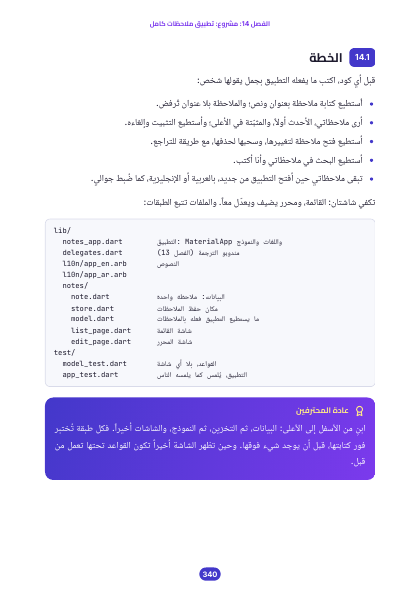 الفصل 14: مشروع: تطبيق ملاحظات كامل
14.1 الخطة
قبل أي كود، اكتب ما يفعله التطبيق بجمل يقولها شخص:
• أستطيع كتابة ملاحظة بعنوان ونص؛ والملاحظة بلا عنوان تُرفض.
• أرى ملاحظاتي، الأحدث أولاً، والمثبّتة في الأعلى؛ وأستطيع التثبيت وإلغاءه.
• أستطيع فتح ملاحظة لتغييرها، وسحبها لحذفها، مع طريقة للتراجع.
• أستطيع البحث في ملاحظاتي وأنا أكتب.
• تبقى ملاحظاتي حين أفتح التطبيق من جديد، بالعربية أو الإنجليزية، كما ضُبط جوالي.
تكفي شاشتان: القائمة، ومحرر يضيف ويعدّل معاً. والملفات تتبع الطبقات:
lib/
notes_app.dart التطبيق: MaterialApp واللغات والنموذج
delegates.dart مندوبو الترجمة (الفصل 13)
l10n/app_en.arb النصوص
l10n/app_ar.arb
notes/
note.dart البيانات: ملاحظة واحدة
store.dart مكان حفظ الملاحظات
model.dart ما يستطيع التطبيق فعله بالملاحظات
list_page.dart شاشة القائمة
edit_page.dart شاشة المحرر
test/
model_test.dart القواعد، بلا أي شاشة
app_test.dart التطبيق، يُلمس كما يلمسه الناس
عادة المحترفين
ابنِ من الأسفل إلى الأعلى: البيانات، ثم التخزين، ثم النموذج، والشاشات أخيراً. فكل طبقة تُختبر
فور كتابتها، قبل أن يوجد شيء فوقها. وحين تظهر الشاشة أخيراً تكون القواعد تحتها تعمل من
قبل.
340